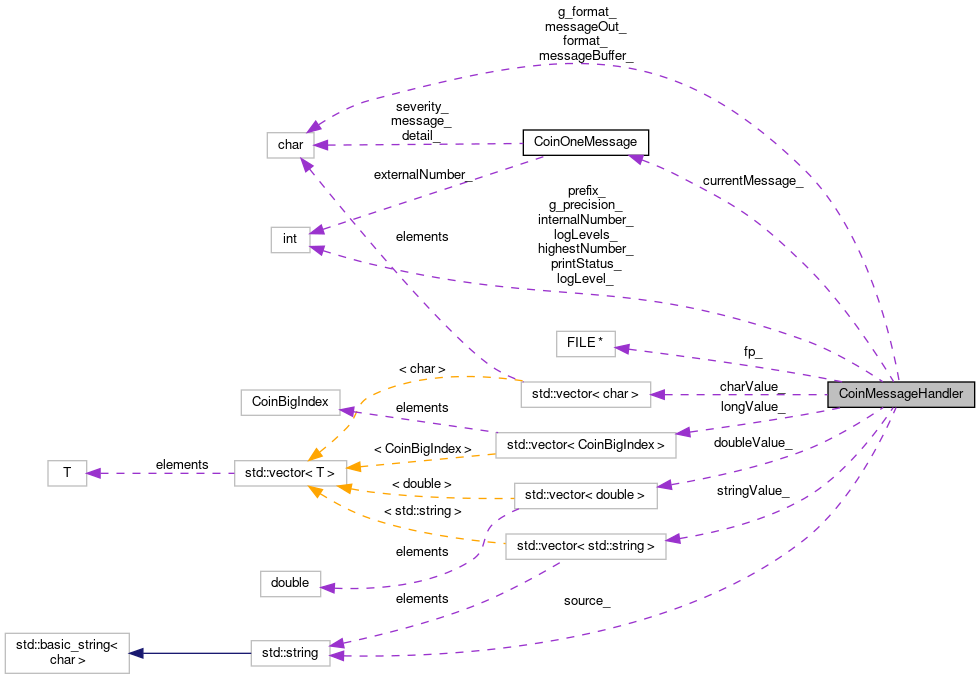 g_format_
messageOut_
format_
messageBuffer_
severity_
message_
detail_
char
CoinOneMessage
externalNumber_
currentMessage_
prefix_
g_precision_
internalNumber_
logLevels_
highestNumber_
printStatus_
logLevel_
int
elements
FILE *
fp_
< char >
std::vector< char >
charValue_
CoinMessageHandler
CoinBigIndex
elements
longValue_
std::vector< CoinBigIndex >
< CoinBigIndex >
doubleValue_
T
elements
std::vector< T >
< double >
std::vector< double >
stringValue_
< std::string >
std::vector< std::string >
elements
double
elements
source_
std::basic_string<
char >
std::string